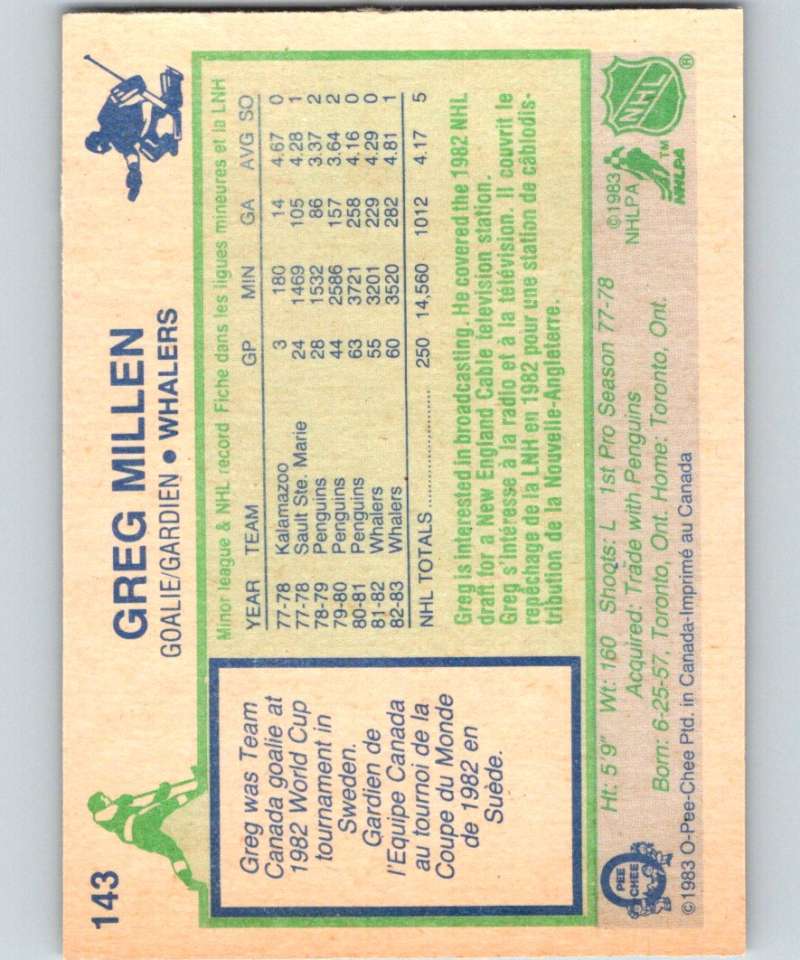 143
GREG MILLEN
GOALIE/GARDIEN • WHALERS
Greg was Team
Canada goalie at
1982 World Cup
tournament in
Sweden.
Gardien de
l'Equipe Canada
au tournoi de la
Coupe du Monde
de 1982 en
Suède.
Minor league & NHL record Fiche dans les ligues mineures et la LNH
YEAR TEAM GP MIN GA AVG SO
77-78 Kalamazoo 3 180 14 4.67 0
77-78 Sault Ste. Marie 24 1469 105 4.28 1
78-79 Penguins 28 1532 86 3.37 2
79-80 Penguins 44 2586 157 3.64 2
80-81 Penguins 63 3721 258 4.16 0
81-82 Whalers 55 3201 229 4.29 0
82-83 Whalers 60 3520 282 4.81 1
NHL TOTALS .................. 250 14,560 1012 4.17 5
Greg is interested in broadcasting. He covered the 1982 NHL
draft for a New England Cable television station.
Greg s'intéresse à la radio et à la télévision. Il couvrit le
repêchage de la LNH en 1982 pour une station de câblodis-
tribution de la Nouvelle-Angleterre.
Ht: 5'9" Wt: 160 Shoots: L 1st Pro Season 77-78
Acquired: Trade with Penguins
Born: 6-25-57, Toronto, Ont. Home: Toronto, Ont.
©1983
NHLPA
NHL
®
NHLPA
TM
O
PEE
CHEE
©1983 O-Pee-Chee Ptd. in Canada-Imprimé au Canada